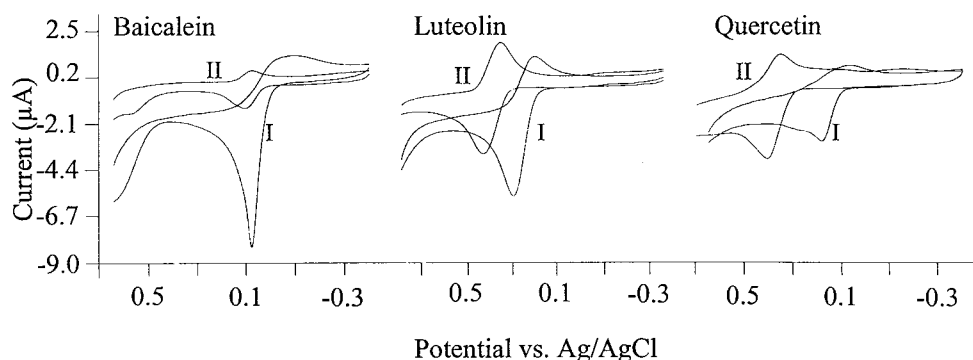 2.5
0.2
-2.1
-4.4
-6.7
-9.0
Current (μA)
Baicalein
II
I
Luteolin
II
I
Quercetin
II
I
0.5 0.1 -0.3 0.5 0.1 0.5 0.1 -0.3
Potential vs. Ag/AgCl